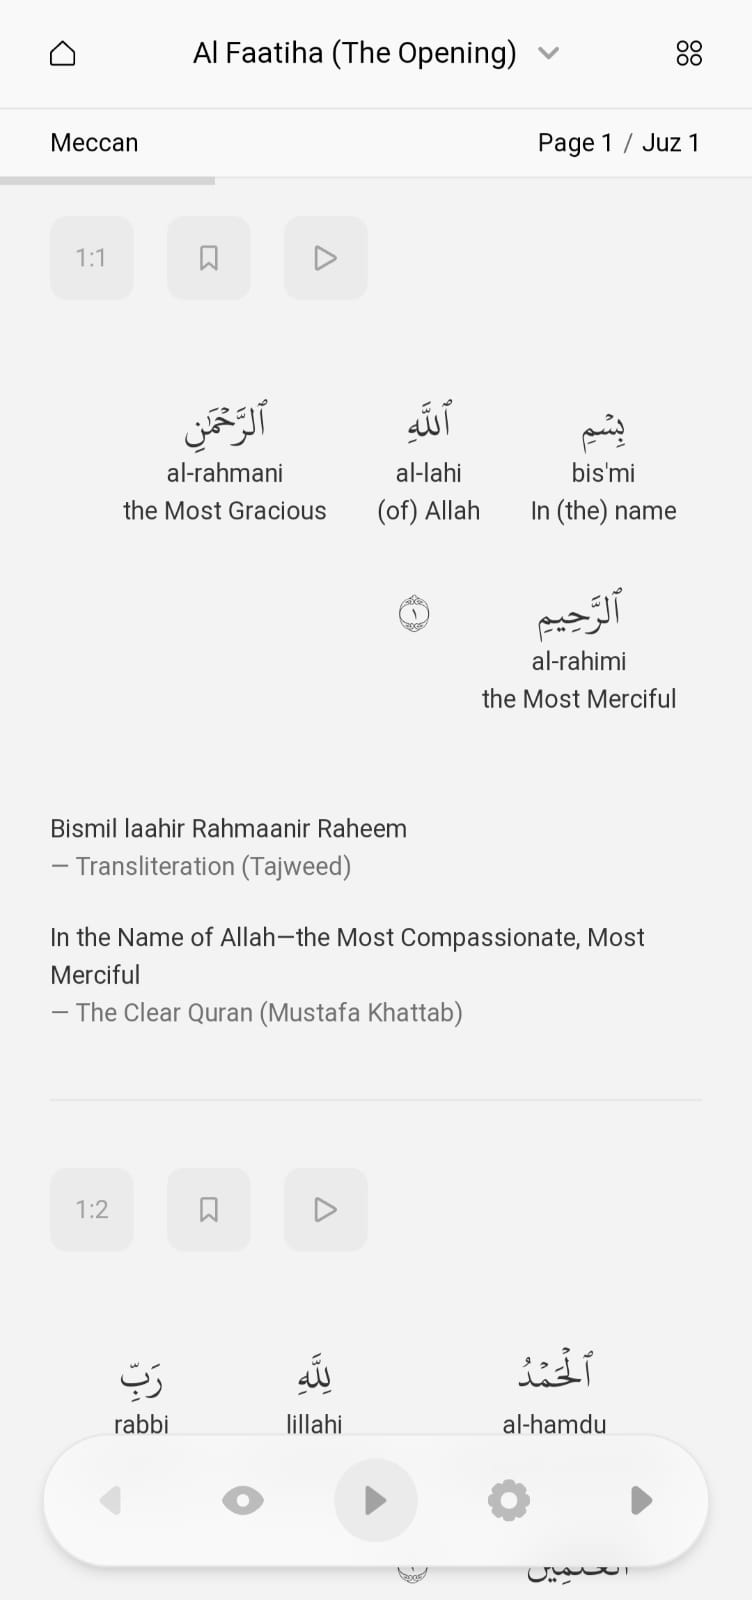 Al Faatiha (The Opening)
Meccan
Page 1 / Juz 1
1:1
بِسْمِ ٱللَّهِ ٱلرَّحْمَٰنِ
bis'mi al-lahi al-rahmani
In (the) name (of) Allah the Most Gracious
ٱلرَّحِيمِ ١
al-rahimi
the Most Merciful
Bismil laahir Rahmaanir Raheem
— Transliteration (Tajweed)
In the Name of Allah—the Most Compassionate, Most
Merciful
— The Clear Quran (Mustafa Khattab)
1:2
ٱلْحَمْدُ لِلَّهِ رَبِّ
al-hamdu lillahi rabbi